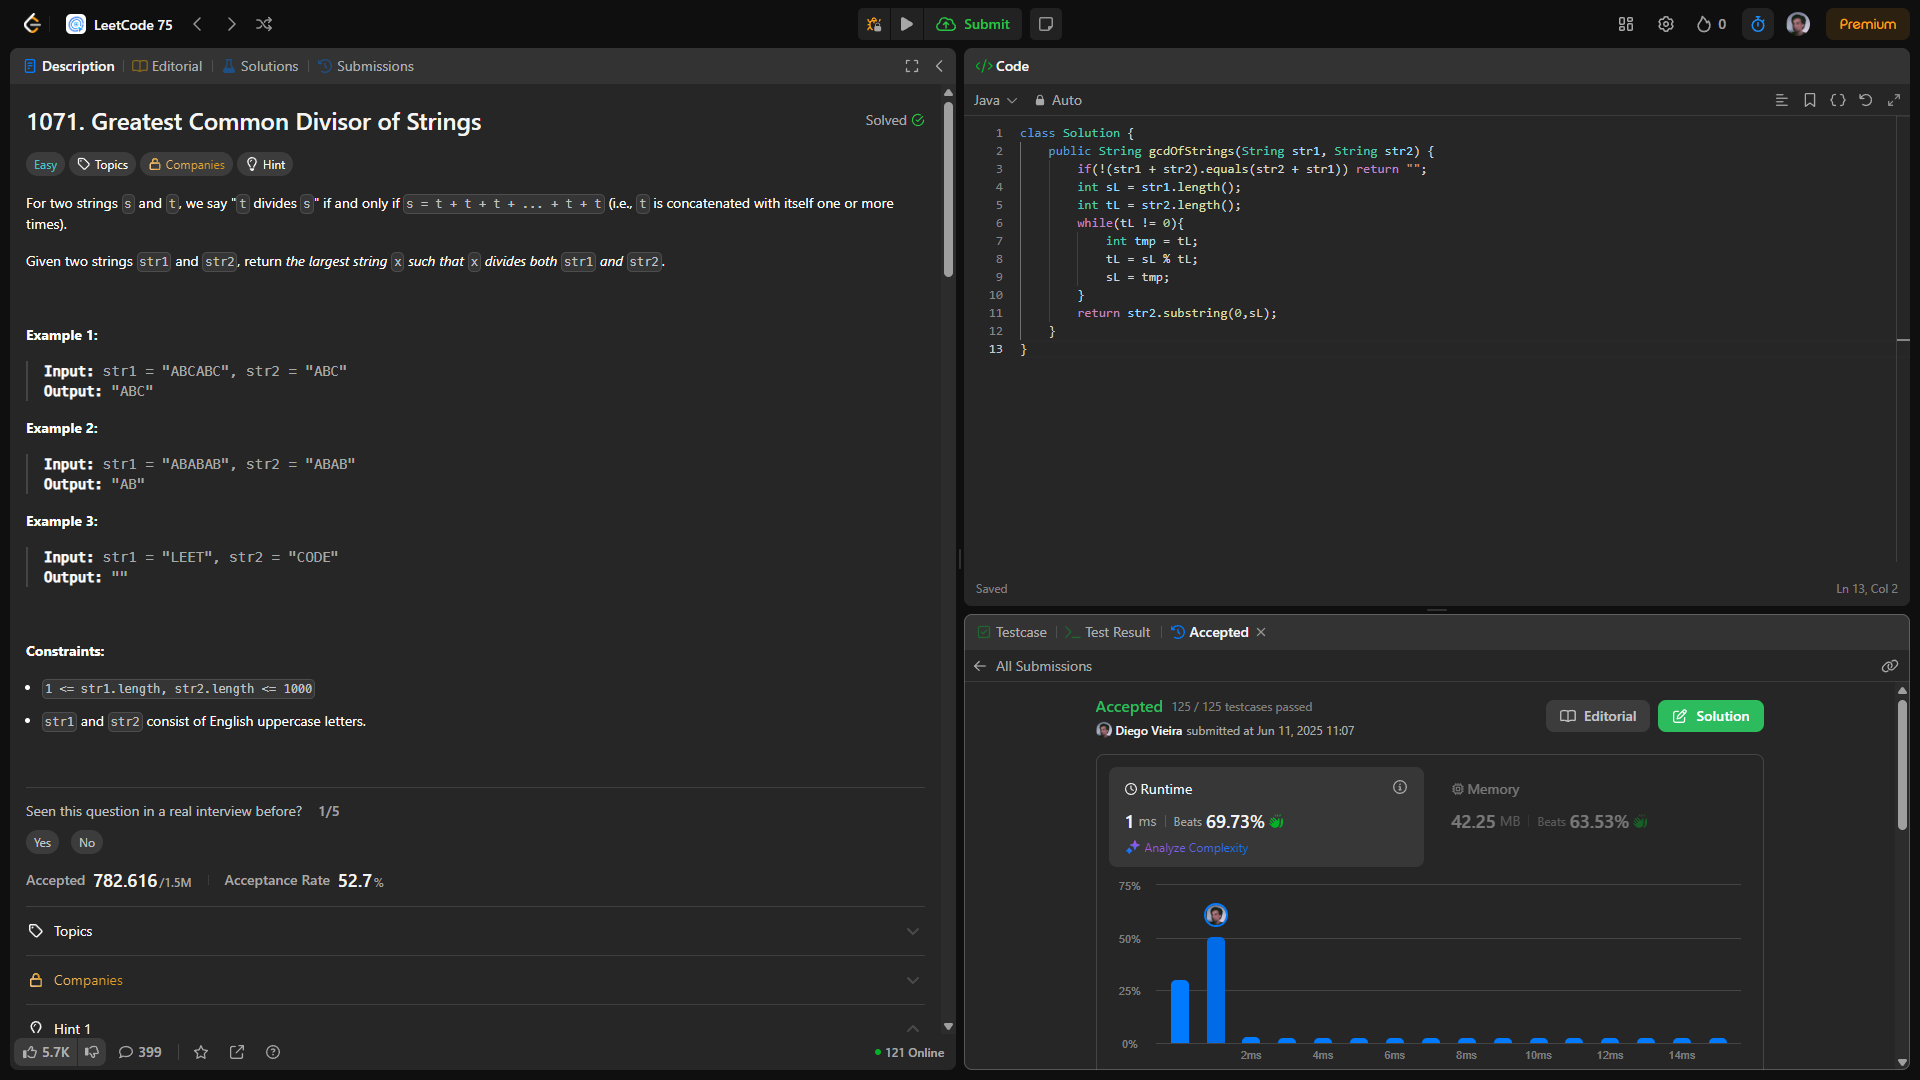 LeetCode 75
Submit
0
Premium
Description
Editorial
Solutions
Submissions
1071. Greatest Common Divisor of Strings
Solved
Easy
Topics
Companies
Hint
For two strings s and t, we say "t divides s" if and only if s = t + t + t + ... + t + t (i.e., t is concatenated with itself one or more
times).
Given two strings str1 and str2, return the largest string x such that x divides both str1 and str2.
Example 1:
Input: str1 = "ABCABC", str2 = "ABC"
Output: "ABC"
Example 2:
Input: str1 = "ABABAB", str2 = "ABAB"
Output: "AB"
Example 3:
Input: str1 = "LEET", str2 = "CODE"
Output: ""
Constraints:
1 <= str1.length, str2.length <= 1000
str1 and str2 consist of English uppercase letters.
Seen this question in a real interview before? 1/5
Yes
No
Accepted 782.616/1.5M
Acceptance Rate 52.7%
Topics
Companies
Hint 1
5.7K
399
121 Online
</> Code
Java
Auto
1 class Solution {
2 public String gcdOfStrings(String str1, String str2) {
3 if(!(str1 + str2).equals(str2 + str1)) return "";
4 int sL = str1.length();
5 int tL = str2.length();
6 while(tL != 0){
7 int tmp = tL;
8 tL = sL % tL;
9 sL = tmp;
10 }
11 return str2.substring(0,sL);
12 }
13 }
Saved
Ln 13, Col 2
Testcase
Test Result
Accepted
All Submissions
Accepted 125 / 125 testcases passed
Diego Vieira submitted at Jun 11, 2025 11:07
Editorial
Solution
Runtime
1 ms Beats 69.73%
Analyze Complexity
Memory
42.25 MB Beats 63.53%
75%
50%
25%
0%
2ms 4ms 6ms 8ms 10ms 12ms 14ms